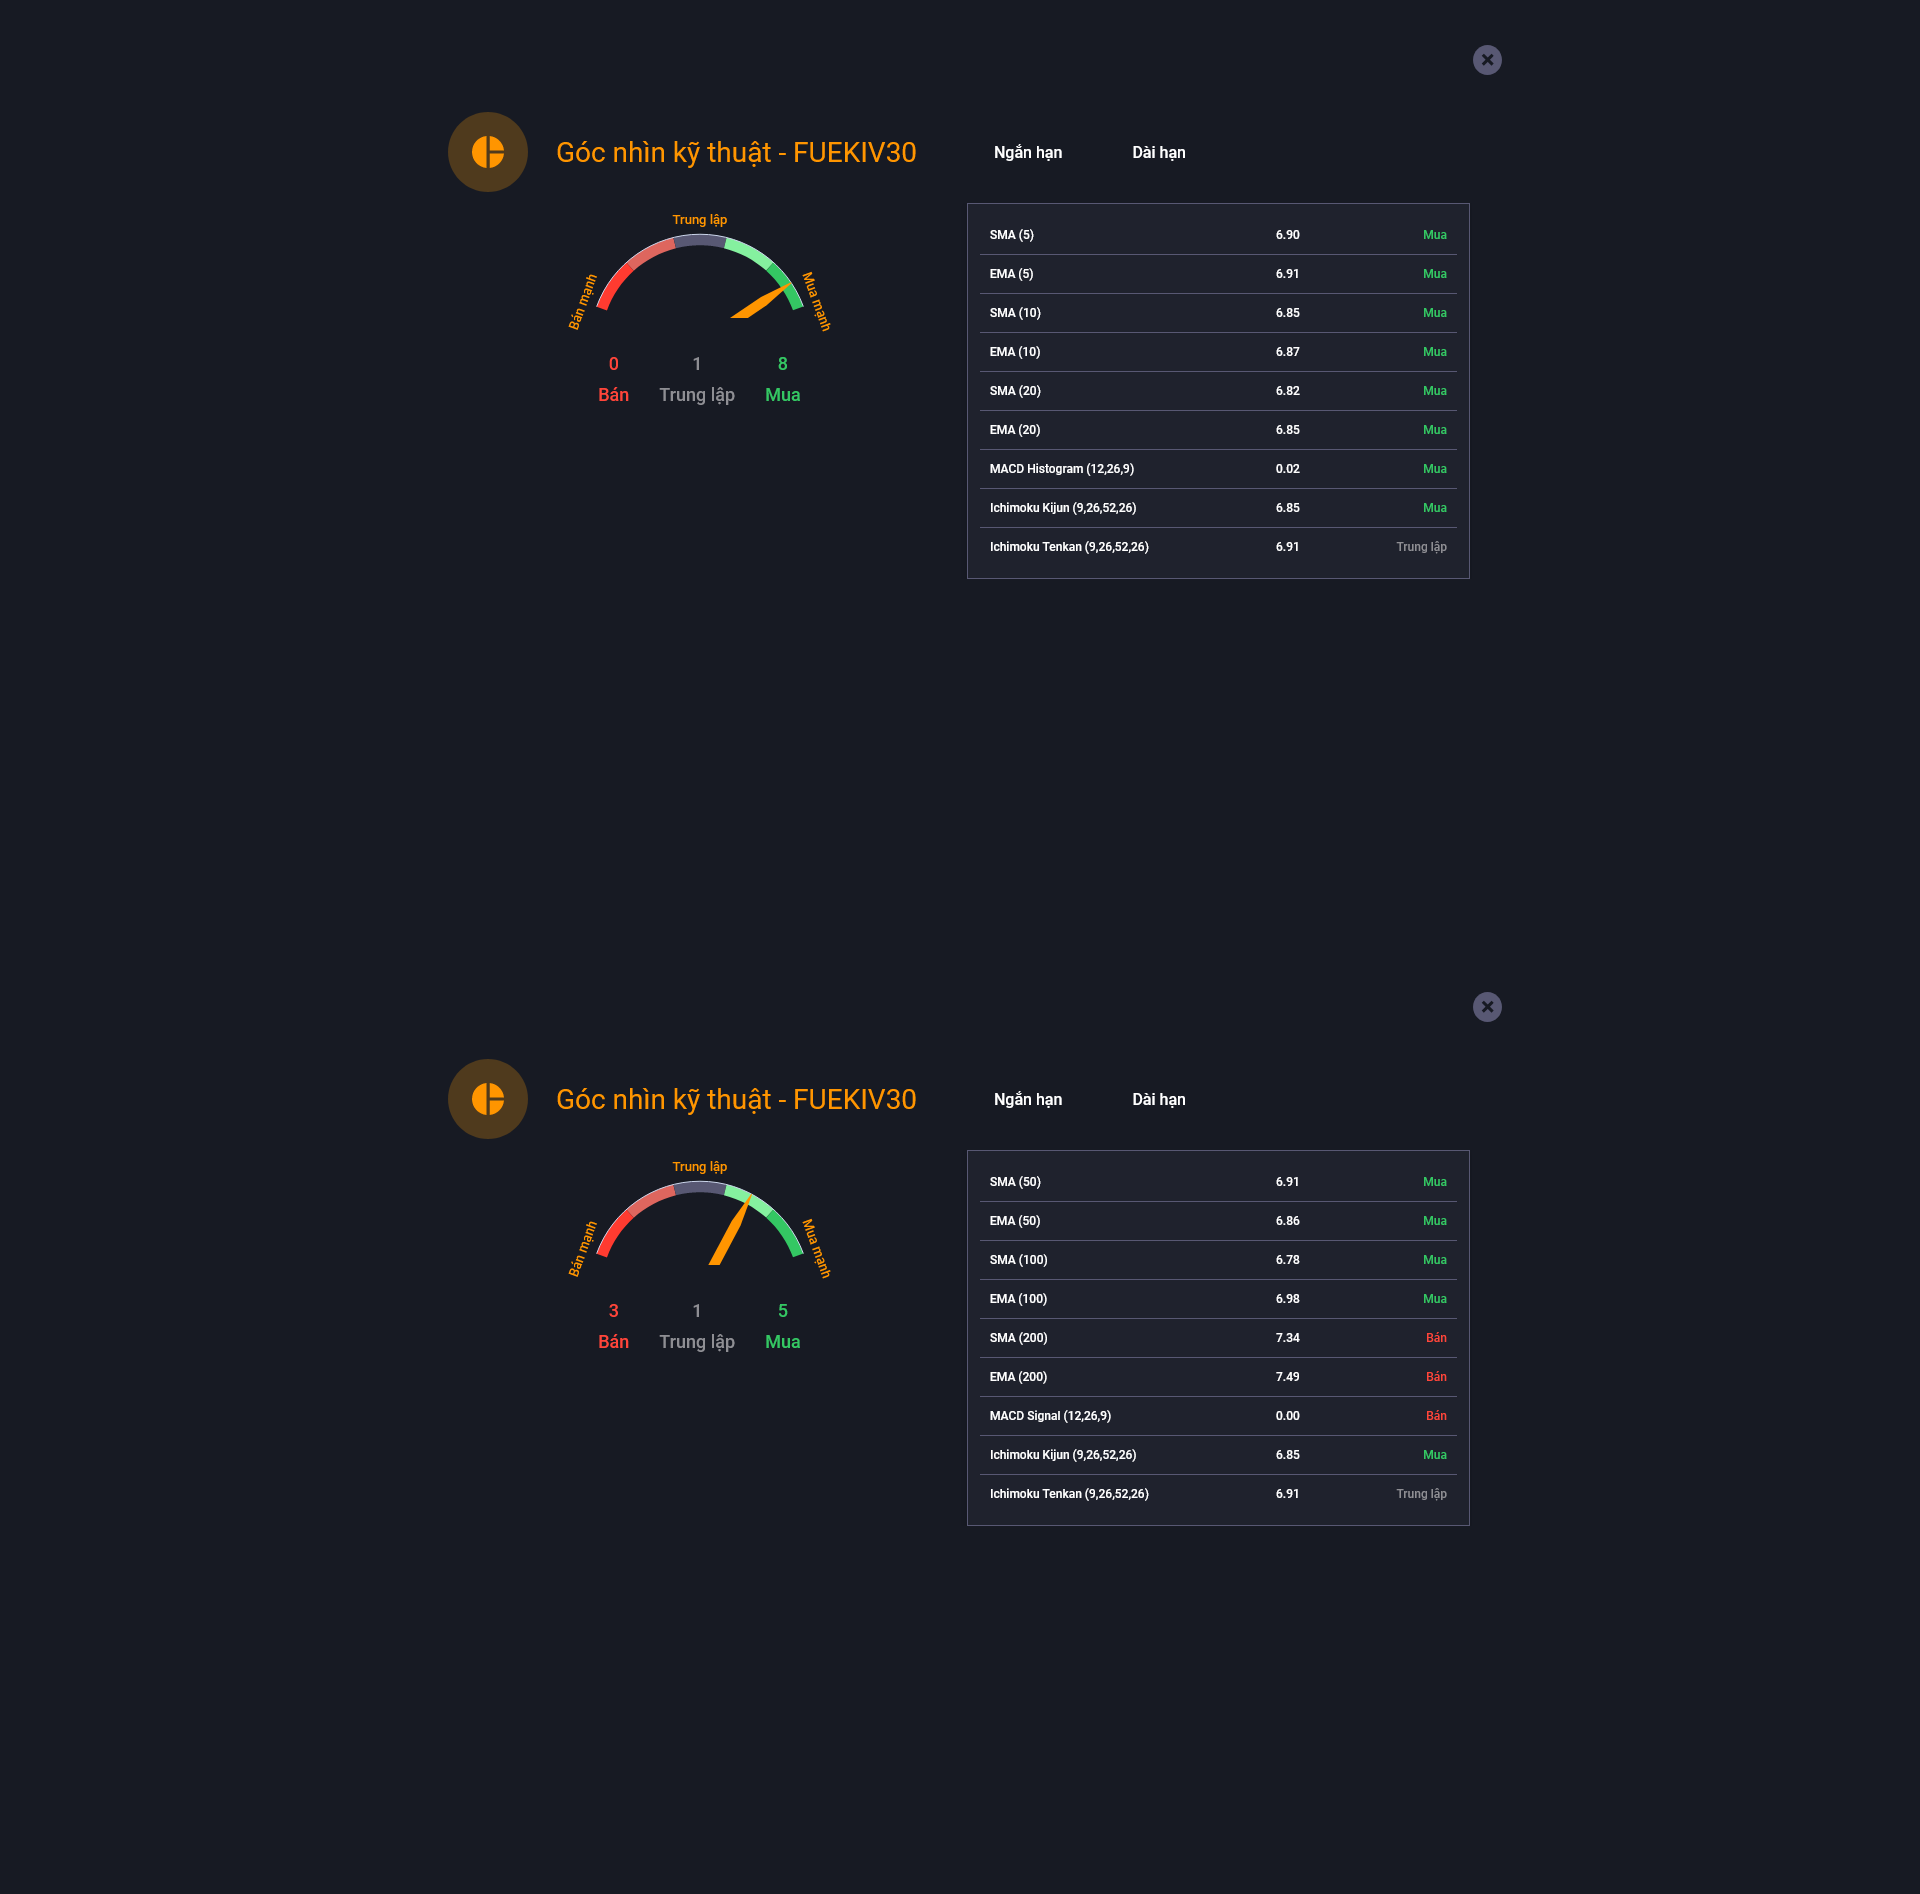 Góc nhìn kỹ thuật - FUEKIV30
Ngắn hạn Dài hạn
Trung lập
Bán mạnh
Mua mạnh
0 1 8
Bán Trung lập Mua
SMA (5) 6.90 Mua
EMA (5) 6.91 Mua
SMA (10) 6.85 Mua
EMA (10) 6.87 Mua
SMA (20) 6.82 Mua
EMA (20) 6.85 Mua
MACD Histogram (12,26,9) 0.02 Mua
Ichimoku Kijun (9,26,52,26) 6.85 Mua
Ichimoku Tenkan (9,26,52,26) 6.91 Trung lập
Góc nhìn kỹ thuật - FUEKIV30
Ngắn hạn Dài hạn
Trung lập
Bán mạnh
Mua mạnh
3 1 5
Bán Trung lập Mua
SMA (50) 6.91 Mua
EMA (50) 6.86 Mua
SMA (100) 6.78 Mua
EMA (100) 6.98 Mua
SMA (200) 7.34 Bán
EMA (200) 7.49 Bán
MACD Signal (12,26,9) 0.00 Bán
Ichimoku Kijun (9,26,52,26) 6.85 Mua
Ichimoku Tenkan (9,26,52,26) 6.91 Trung lập